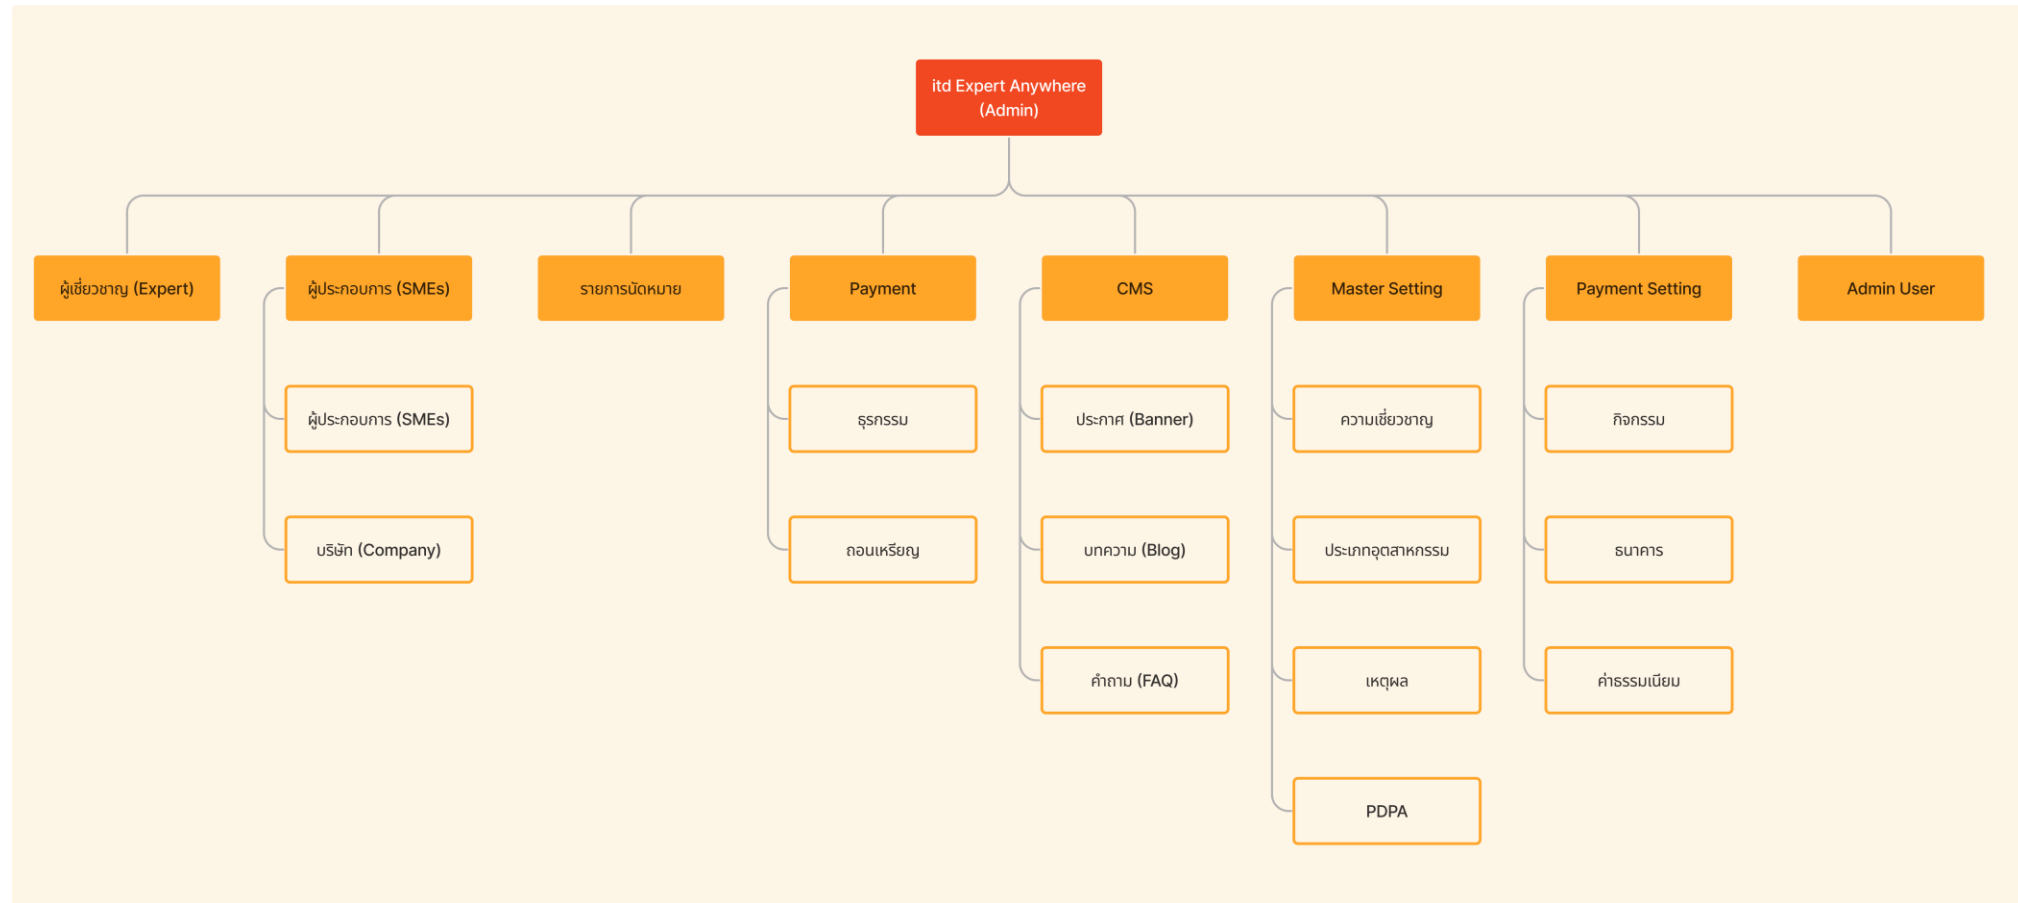 itd Expert Anywhere
(Admin)
ผู้เชี่ยวชาญ (Expert)
ผู้ประกอบการ (SMEs)
รายการนัดหมาย
Payment
CMS
Master Setting
Payment Setting
Admin User
ผู้ประกอบการ (SMEs)
ธุรกรรม
ประกาศ (Banner)
ความเชี่ยวชาญ
กิจกรรม
บริษัท (Company)
ถอนเหรียญ
บทความ (Blog)
ประเภทอุตสาหกรรม
ธนาคาร
คำถาม (FAQ)
เหตุผล
ค่าธรรมเนียม
PDPA